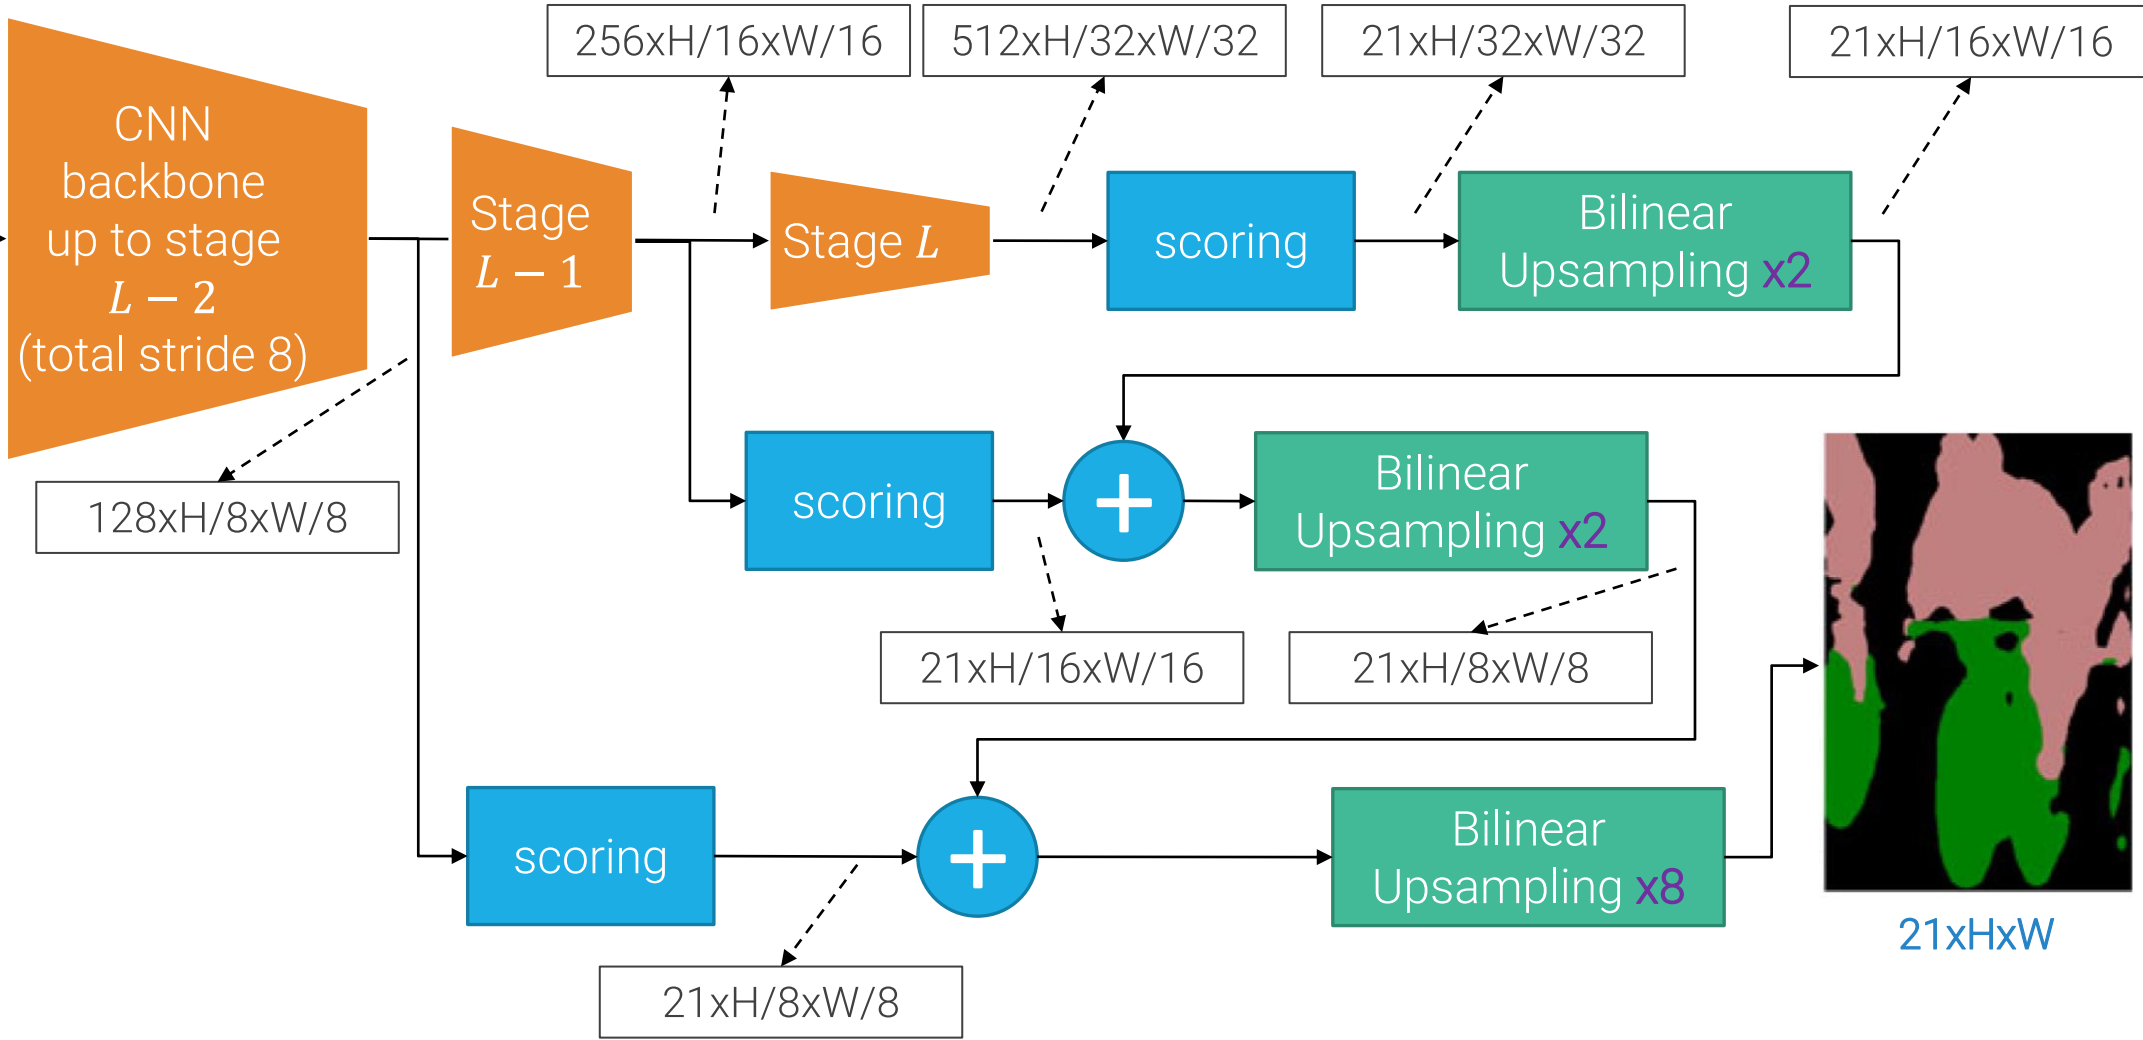 256xH/16xW/16
512xH/32xW/32
21xH/32xW/32
21xH/16xW/16
CNN
backbone
up to stage
L − 2
(total stride 8)
Stage
L − 1
Stage L
scoring
Bilinear
Upsampling x2
128xH/8xW/8
scoring
+
Bilinear
Upsampling x2
21xH/16xW/16
21xH/8xW/8
scoring
+
Bilinear
Upsampling x8
21xHxW
21xH/8xW/8